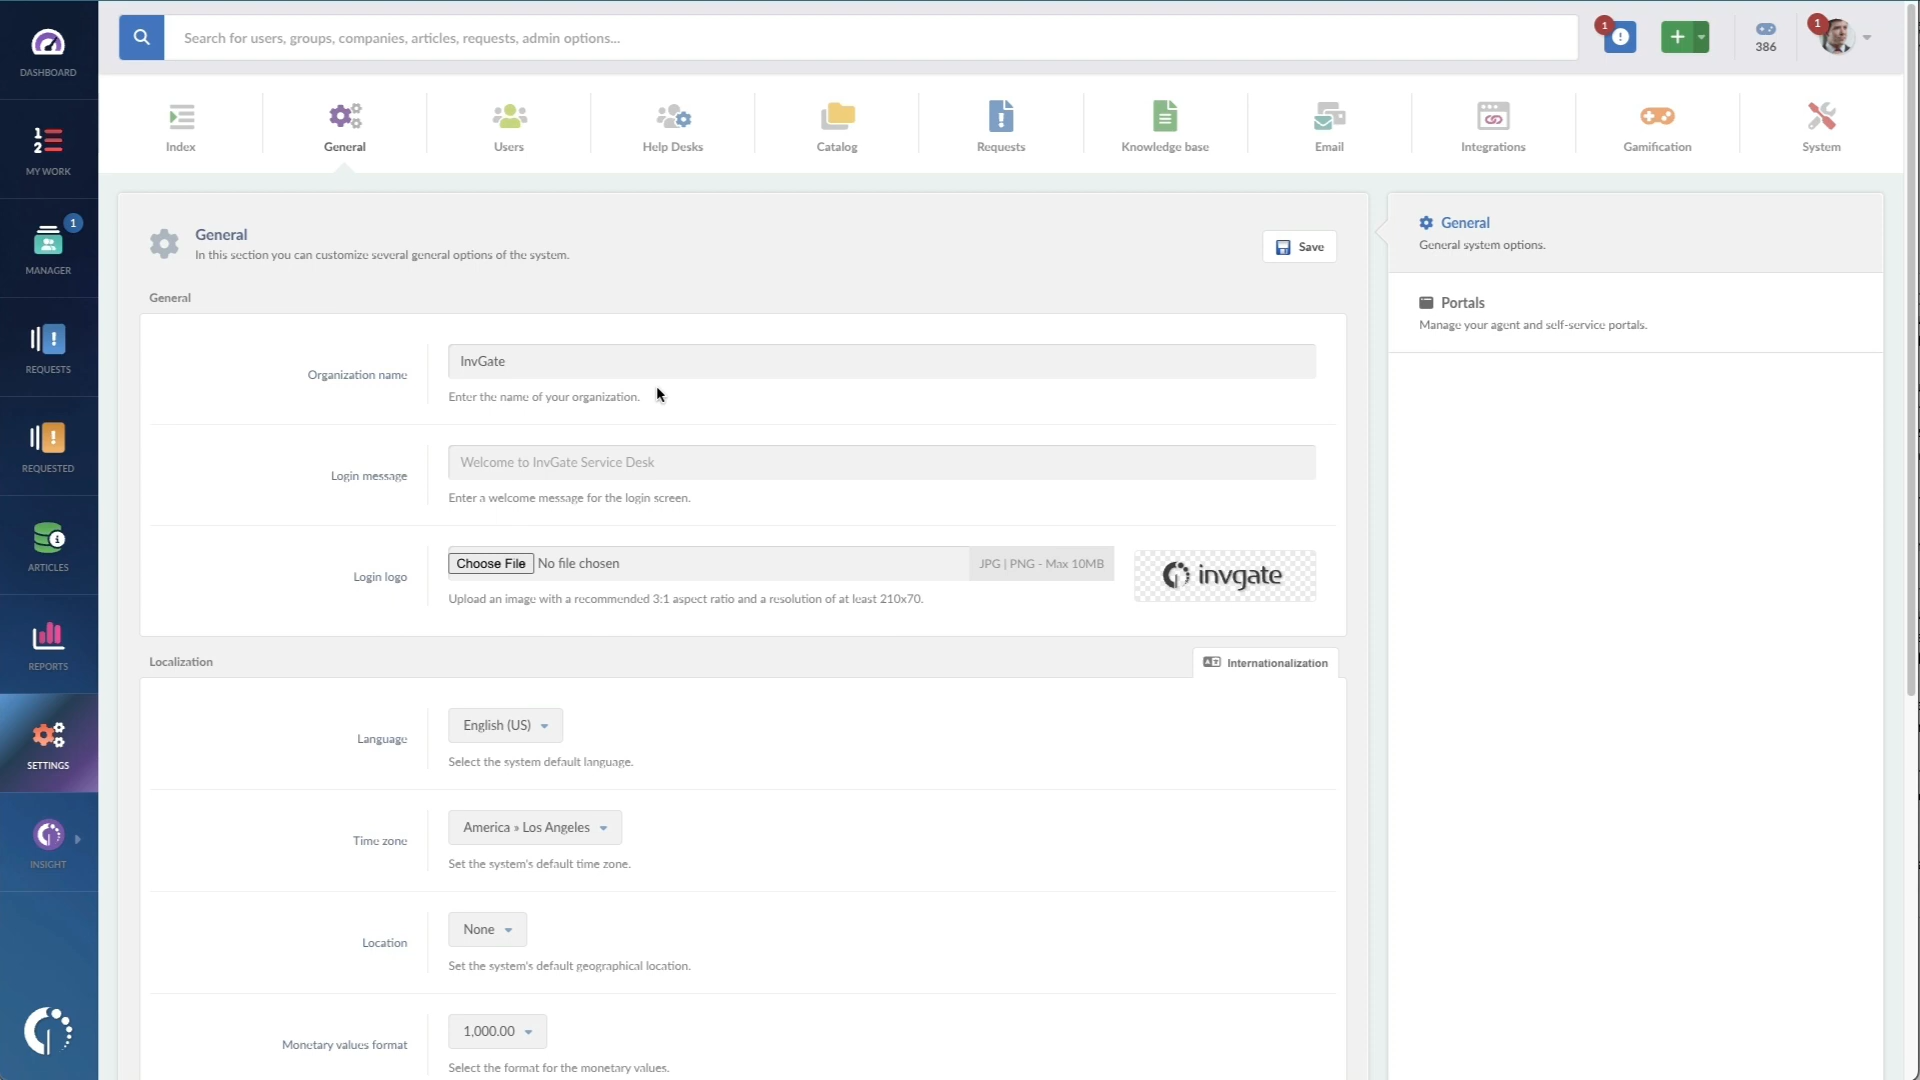 Search for users, groups, companies, articles, requests, admin options...
1
386
1
DASHBOARD
MY WORK
1
MANAGER
REQUESTS
REQUESTED
ARTICLES
REPORTS
SETTINGS
INSIGHT
Index
General
Users
Help Desks
Catalog
Requests
Knowledge base
Email
Integrations
Gamification
System
General
In this section you can customize several general options of the system.
Save
General
Organization name
InvGate
Enter the name of your organization.
Login message
Welcome to InvGate Service Desk
Enter a welcome message for the login screen.
Login logo
Choose File No file chosen
JPG | PNG - Max 10MB
invgate
Upload an image with a recommended 3:1 aspect ratio and a resolution of at least 210x70.
Localization
Internationalization
Language
English (US)
Select the system default language.
Time zone
America » Los Angeles
Set the system's default time zone.
Location
None
Set the system's default geographical location.
Monetary values format
1,000.00
Select the format for the monetary values.
General
General system options.
Portals
Manage your agent and self-service portals.